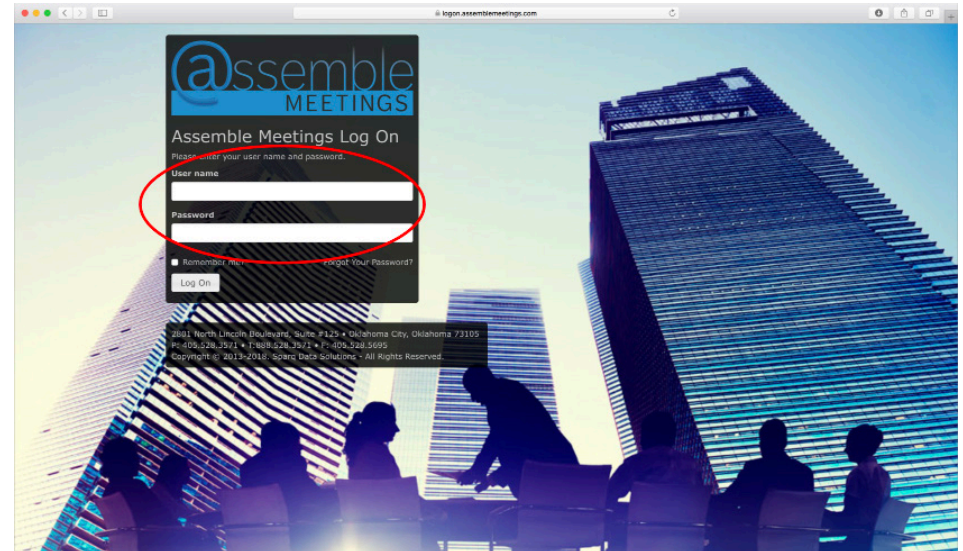 logon.assemblemeetings.com
@ssemble
MEETINGS
Assemble Meetings Log On
Please enter your user name and password.
User name
Password
Remember me?
Forgot Your Password?
Log On
2801 North Lincoln Boulevard, Suite #125 • Oklahoma City, Oklahoma 73105
P: 405.528.3571 • T:888.528.3571 • F: 405.528.5695
Copyright © 2013-2018. Sparq Data Solutions - All Rights Reserved.